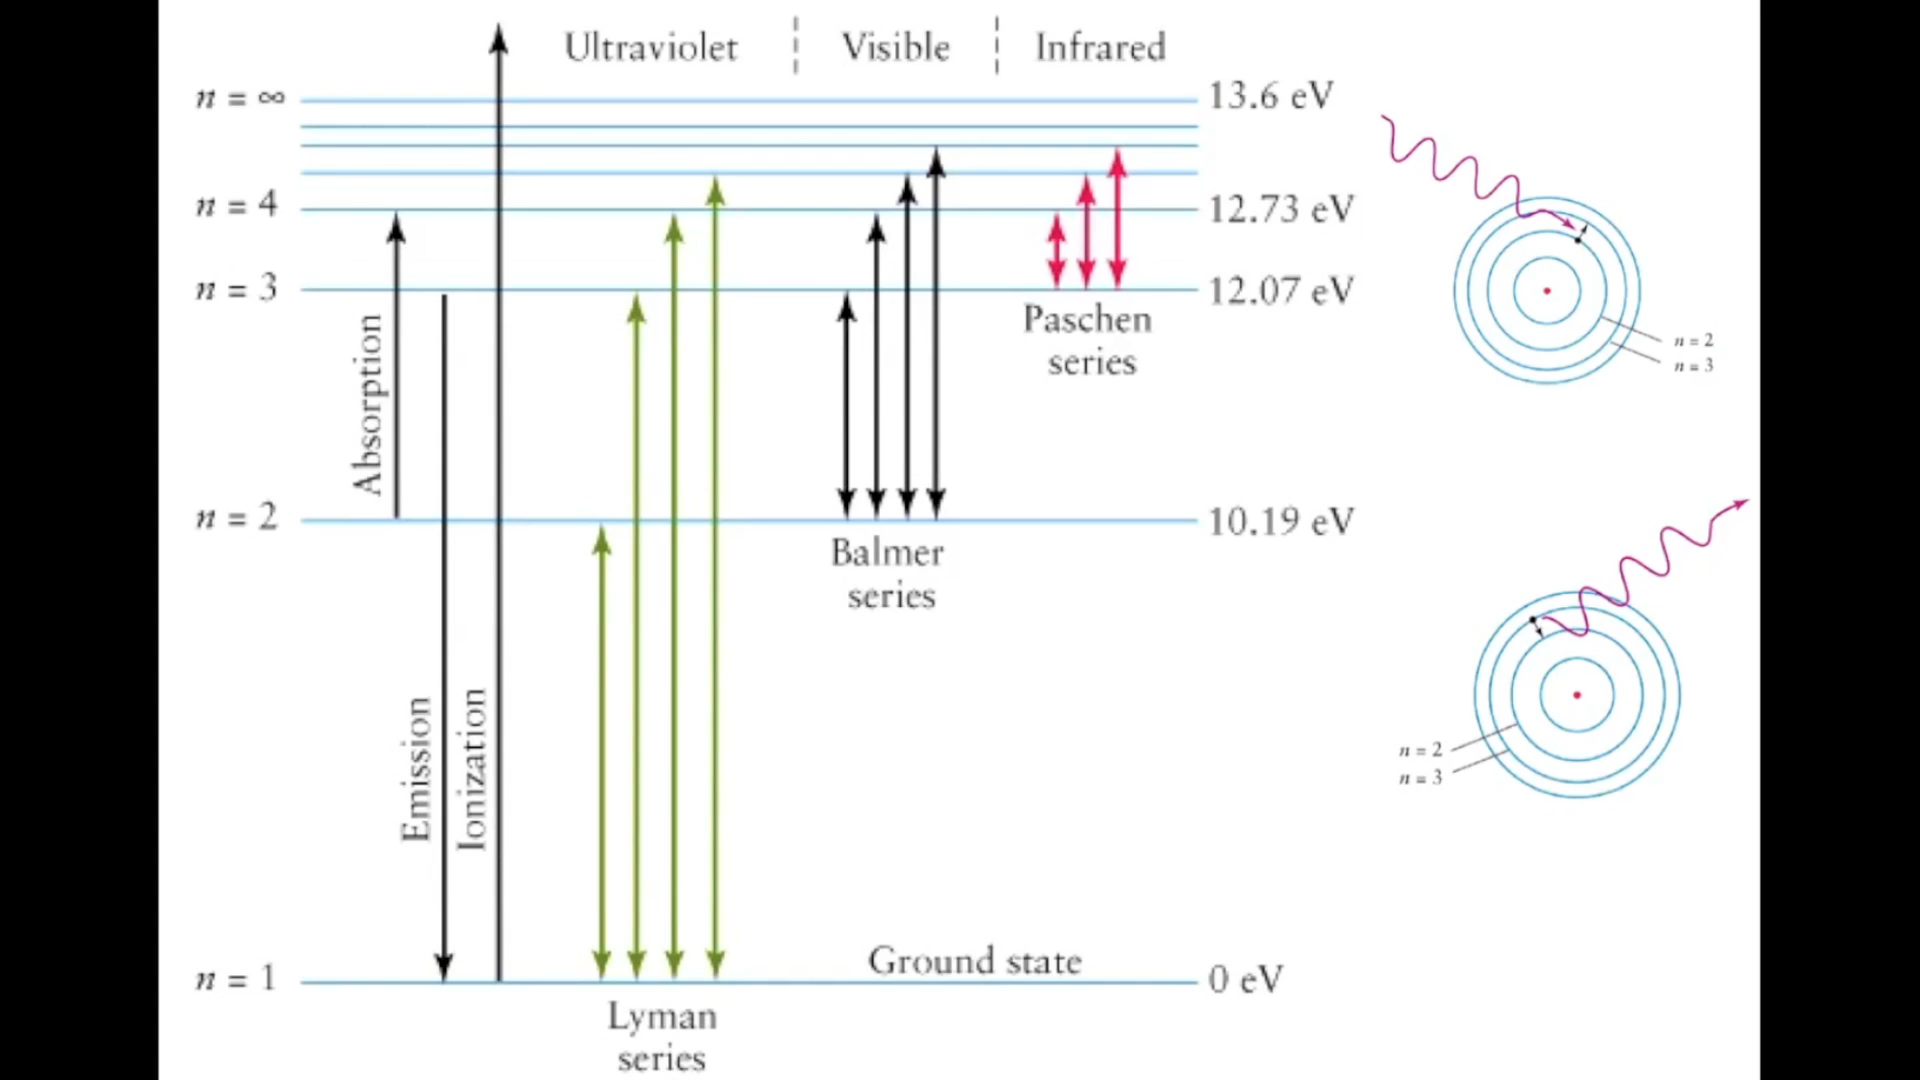 Ultraviolet
Visible
Infrared
n = ∞
13.6 eV
n = 4
12.73 eV
n = 3
12.07 eV
Paschen
series
n = 2
n = 3
Absorption
n = 2
10.19 eV
Balmer
series
Emission
Ionization
n = 2
n = 3
Ground state
n = 1
0 eV
Lyman
series